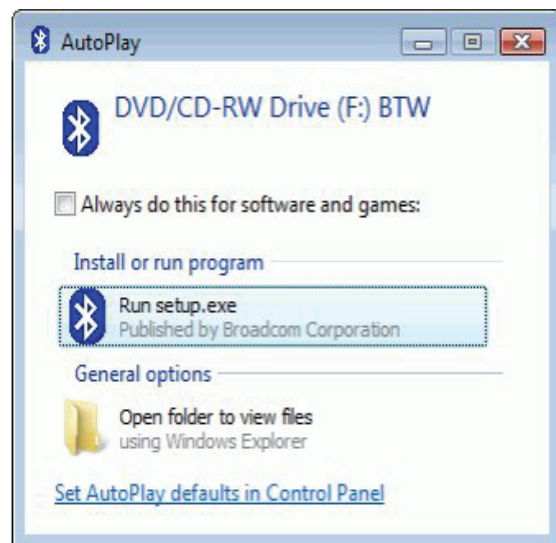 AutoPlay
DVD/CD-RW Drive (F:) BTW
Always do this for software and games:
Install or run program
Run setup.exe
Published by Broadcom Corporation
General options
Open folder to view files
using Windows Explorer
Set AutoPlay defaults in Control Panel